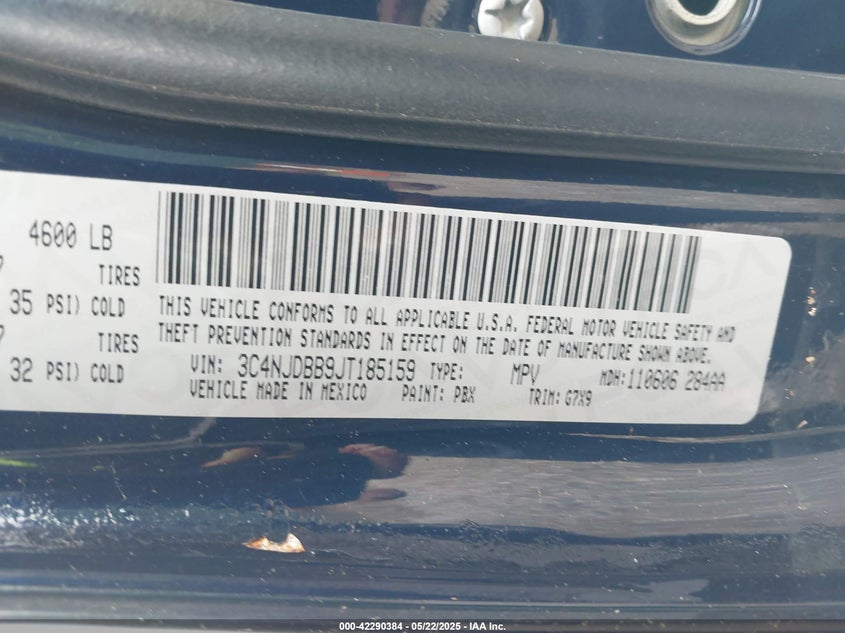 4600 LB
TIRES
35 PSI) COLD
TIRES
32 PSI) COLD
THIS VEHICLE CONFORMS TO ALL APPLICABLE U.S.A. FEDERAL MOTOR VEHICLE SAFETY AND
THEFT PREVENTION STANDARDS IN EFFECT ON THE DATE OF MANUFACTURE SHOWN ABOVE.
VIN: 3C4NJDBB9JT185159 TYPE: MPV MDH:110606 284AA
VEHICLE MADE IN MEXICO PAINT: PBX TRIM: G7X9
000-42290384 - 05/22/2025 - IAA Inc.